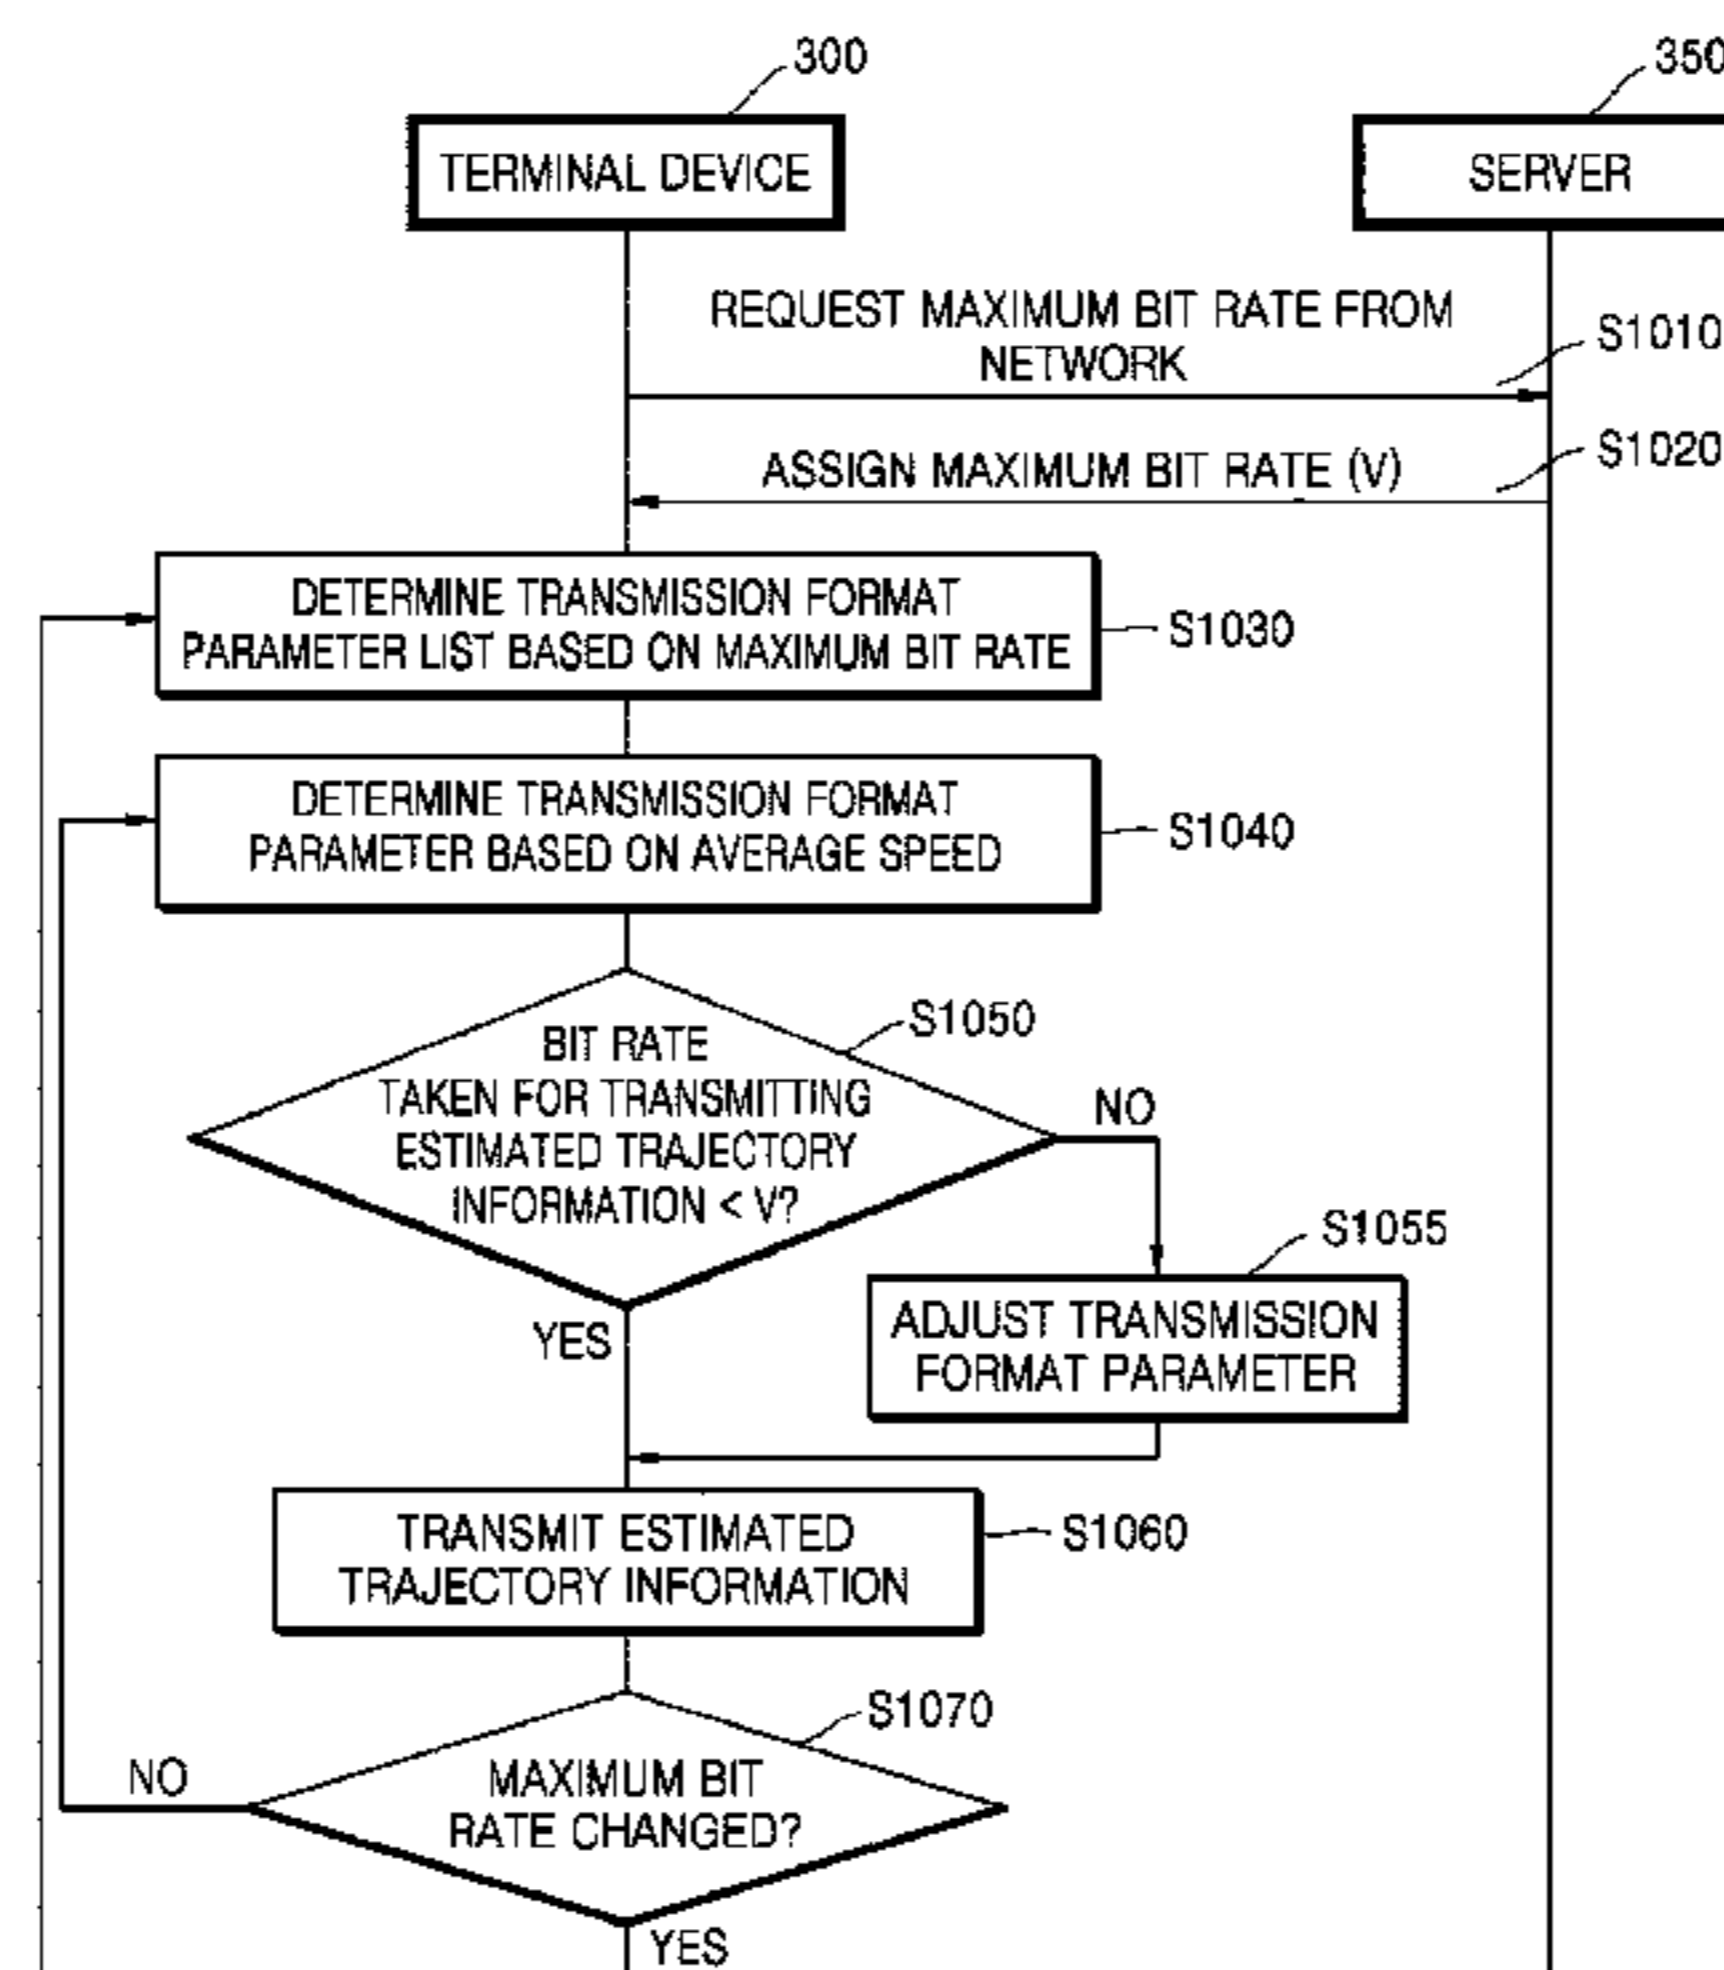 300
350
TERMINAL DEVICE
SERVER
REQUEST MAXIMUM BIT RATE FROM
NETWORK
S1010
ASSIGN MAXIMUM BIT RATE (V)
S1020
DETERMINE TRANSMISSION FORMAT
PARAMETER LIST BASED ON MAXIMUM BIT RATE
S1030
DETERMINE TRANSMISSION FORMAT
PARAMETER BASED ON AVERAGE SPEED
S1040
S1050
BIT RATE
TAKEN FOR TRANSMITTING
ESTIMATED TRAJECTORY
INFORMATION < V?
NO
YES
S1055
ADJUST TRANSMISSION
FORMAT PARAMETER
TRANSMIT ESTIMATED
TRAJECTORY INFORMATION
S1060
S1070
MAXIMUM BIT
RATE CHANGED?
NO
YES